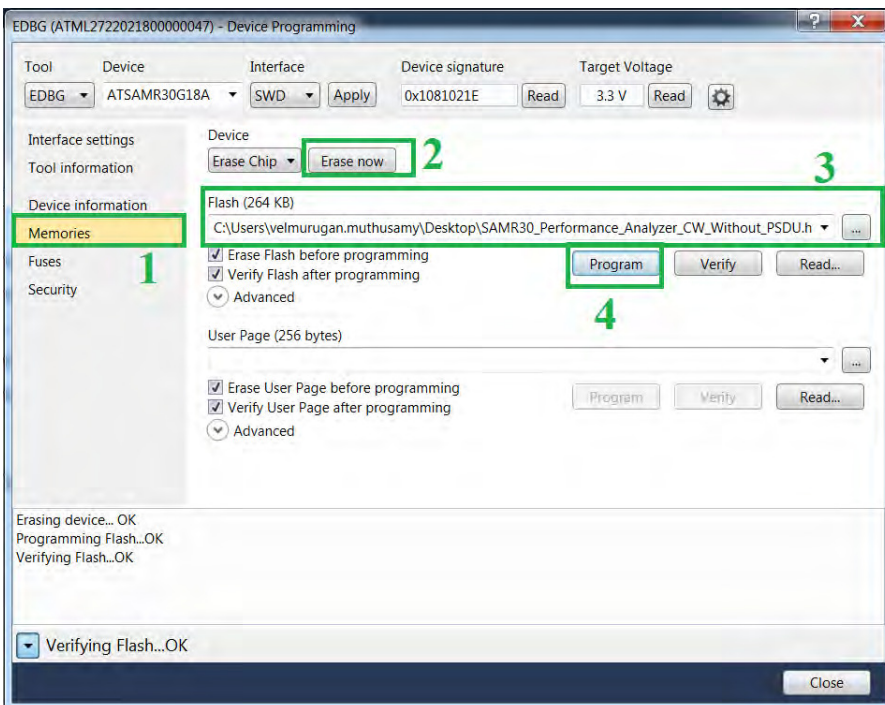 EDBG (ATML2722021800000047) - Device Programming
? X
Tool Device Interface Device signature Target Voltage
EDBG ATSAMR30G18A SWD Apply 0x1081021E Read 3.3 V Read
Interface settings
Tool information
Device information
Memories
1
Fuses
Security
Device
Erase Chip Erase now 2
3
Flash (264 KB)
C:\Users\velmurugan.muthusamy\Desktop\SAMR30_Performance_Analyzer_CW_Without_PSDU.h ...
Erase Flash before programming
Verify Flash after programming
Advanced
Program Verify Read...
4
User Page (256 bytes)
...
Erase User Page before programming
Verify User Page after programming
Advanced
Program Verify Read...
Erasing device... OK
Programming Flash...OK
Verifying Flash...OK
Verifying Flash...OK
Close